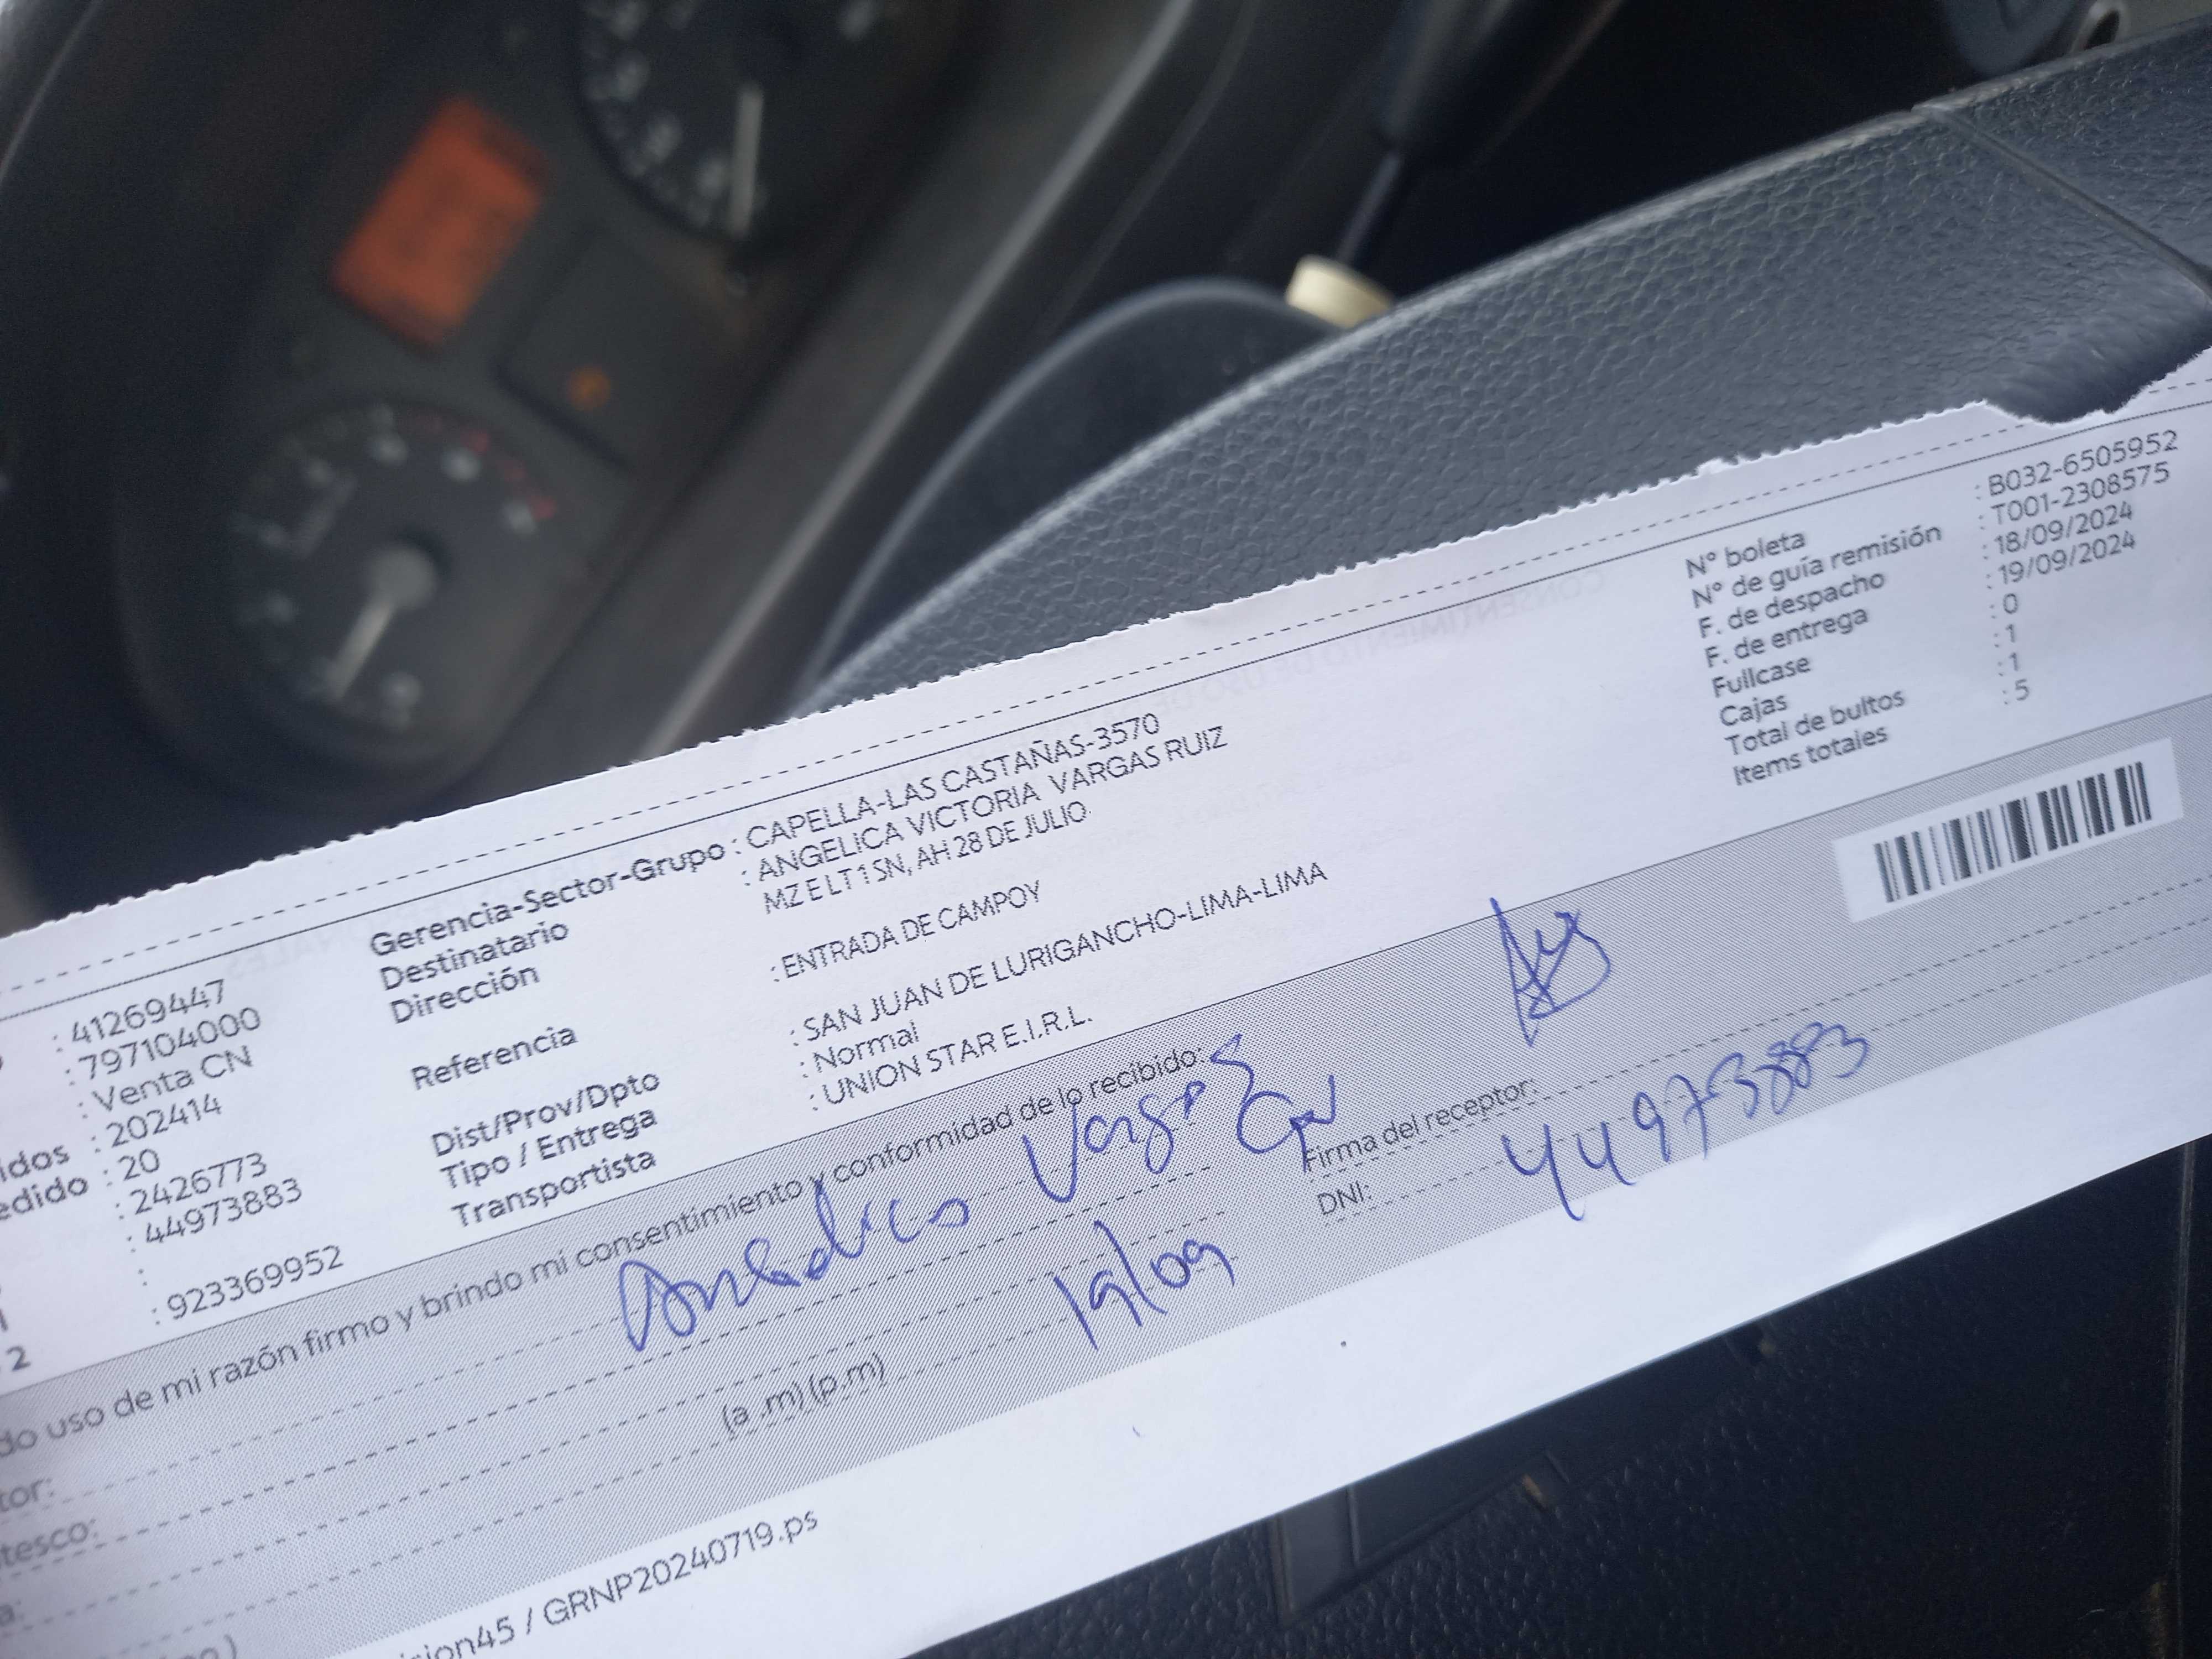 : 41269447
: 797104000
: Venta CN
idos : 202414
edido : 20
: 2426773
: 44973883
:
: 923369952
2
Gerencia-Sector-Grupo : CAPELLA-LAS CASTAÑAS-3570
Destinatario : ANGELICA VICTORIA VARGAS RUIZ
Dirección MZ E LT 1 SN, AH 28 DE JULIO
Referencia : ENTRADA DE CAMPOY
Dist/Prov/Dpto : SAN JUAN DE LURIGANCHO-LIMA-LIMA
Tipo / Entrega : Normal
Transportista : UNION STAR E.I.R.L.
N° boleta : B032-6505952
N° de guía remisión : T001-2308575
F. de despacho : 18/09/2024
F. de entrega : 19/09/2024
Fullcase : 0
Cajas : 1
Total de bultos : 1
Items totales : 5
do uso de mi razón firmo y brindo mi consentimiento y conformidad de lo recibido:
tor: Vargas
Firma del receptor:
tesco:
DNI: 44973883
a: 19/09
(a .m) (p.m)
sion45 / GRNP20240719.ps